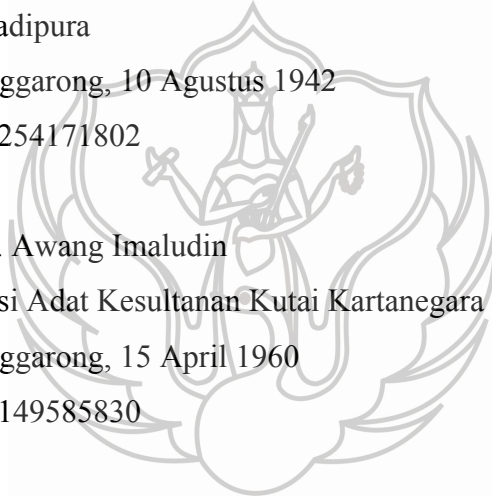 adipura
ggarong, 10 Agustus 1942
254171802
. Awang Imaludin
si Adat Kesultanan Kutai Kartanegara
ggarong, 15 April 1960
149585830